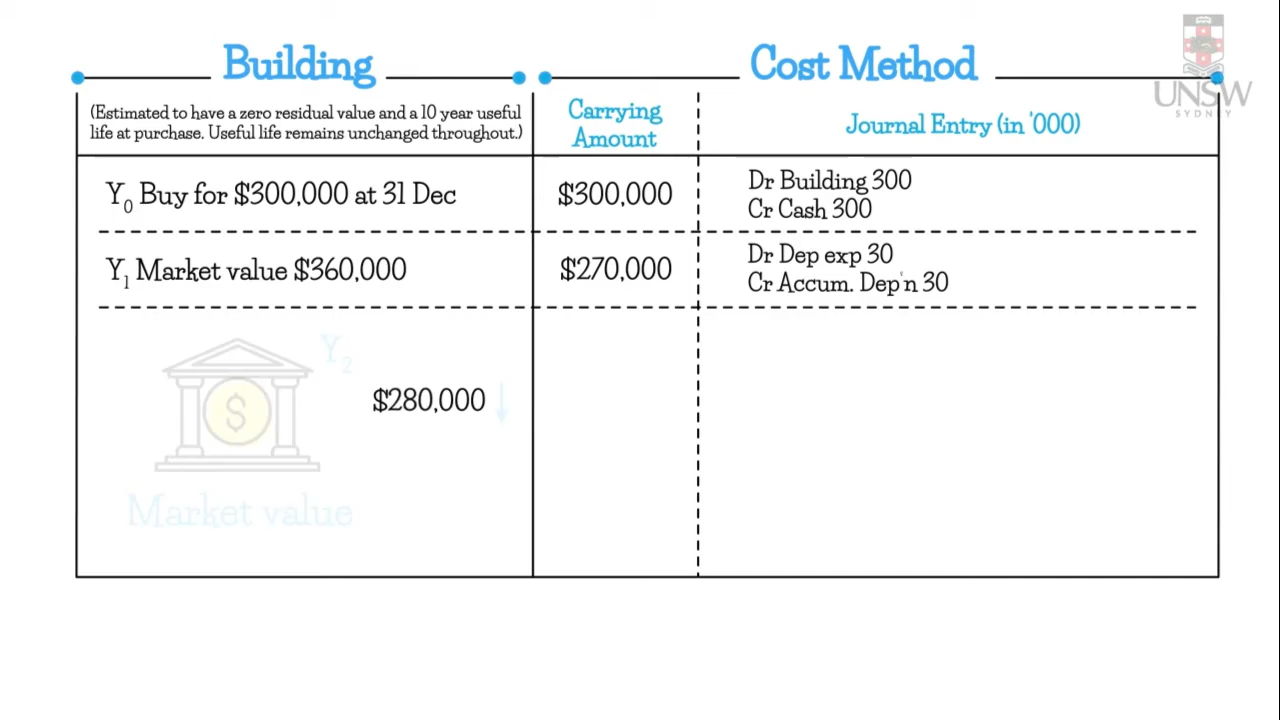 Building
Cost Method
UNSW
SYDNEY
(Estimated to have a zero residual value and a 10 year useful
life at purchase. Useful life remains unchanged throughout.)
Carrying
Amount
Journal Entry (in '000)
Y₀ Buy for $300,000 at 31 Dec
$300,000
Dr Building 300
Cr Cash 300
Y₁ Market value $360,000
$270,000
Dr Dep exp 30
Cr Accum. Dep'n 30
Y₂
$
$280,000
Market value